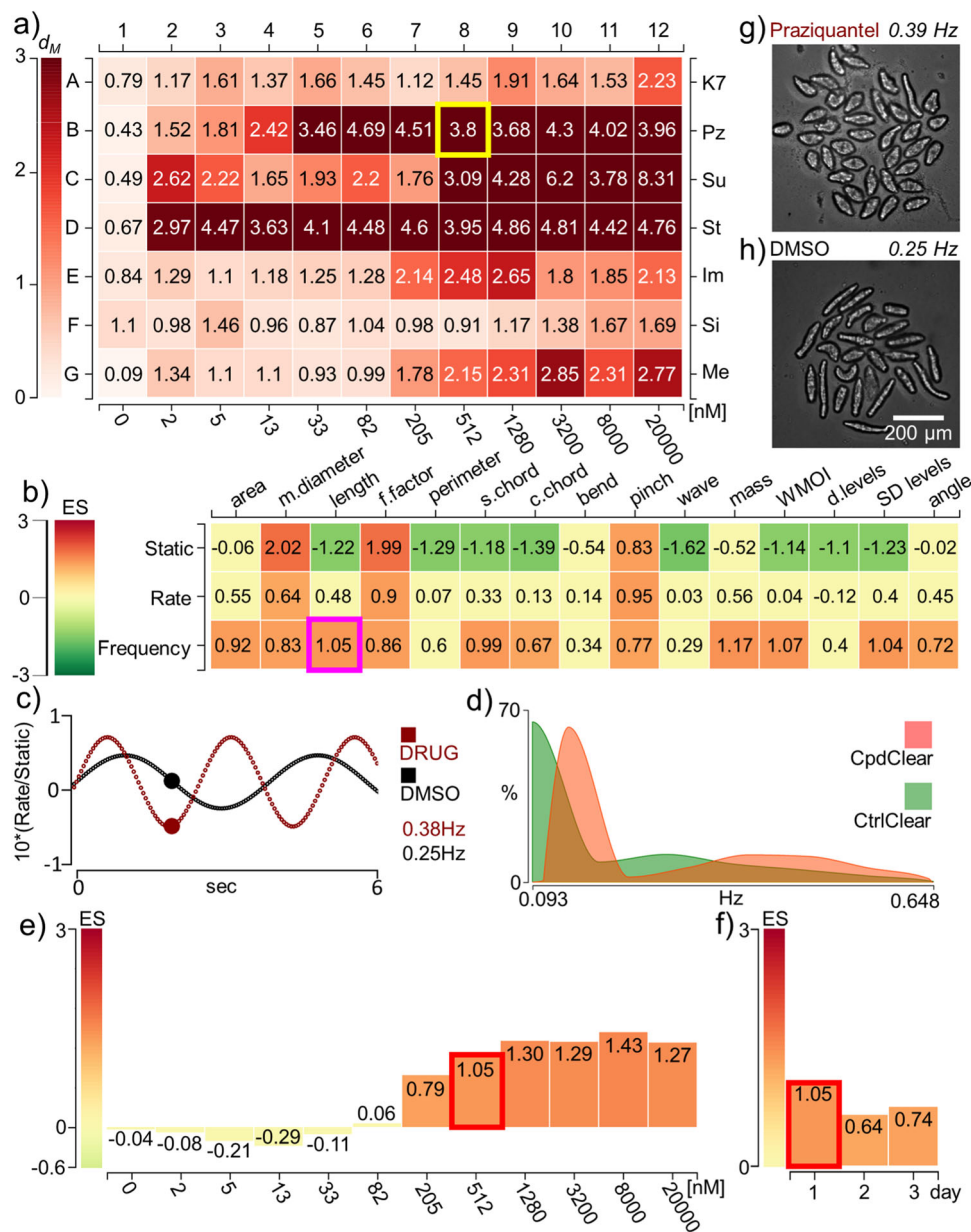 a)
d_M
1 2 3 4 5 6 7 8 9 10 11 12
3
2
1
0
A 0.79 1.17 1.61 1.37 1.66 1.45 1.12 1.45 1.91 1.64 1.53 2.23 K7
B 0.43 1.52 1.81 2.42 3.46 4.69 4.51 3.8 3.68 4.3 4.02 3.96 Pz
C 0.49 2.62 2.22 1.65 1.93 2.2 1.76 3.09 4.28 6.2 3.78 8.31 Su
D 0.67 2.97 4.47 3.63 4.1 4.48 4.6 3.95 4.86 4.81 4.42 4.76 St
E 0.84 1.29 1.1 1.18 1.25 1.28 2.14 2.48 2.65 1.8 1.85 2.13 Im
F 1.1 0.98 1.46 0.96 0.87 1.04 0.98 0.91 1.17 1.38 1.67 1.69 Si
G 0.09 1.34 1.1 1.1 0.93 0.99 1.78 2.15 2.31 2.85 2.31 2.77 Me
0 2 5 13 33 82 205 512 1280 3200 8000 20000 [nM]
g) Praziquantel 0.39 Hz
h) DMSO 0.25 Hz
200 µm
b)
ES
3
0
-3
area m.diameter length f.factor perimeter s.chord c.chord bend pinch wave mass WMOI d.levels SD levels angle
Static -0.06 2.02 -1.22 1.99 -1.29 -1.18 -1.39 -0.54 0.83 -1.62 -0.52 -1.14 -1.1 -1.23 -0.02
Rate 0.55 0.64 0.48 0.9 0.07 0.33 0.13 0.14 0.95 0.03 0.56 0.04 -0.12 0.4 0.45
Frequency 0.92 0.83 1.05 0.86 0.6 0.99 0.67 0.34 0.77 0.29 1.17 1.07 0.4 1.04 0.72
c)
10*(Rate/Static)
1
0
-1
0 sec 6
DRUG
DMSO
0.38Hz
0.25Hz
d)
70
%
0
0.093 Hz 0.648
CpdClear
CtrlClear
e)
ES
3
0
-0.6
-0.04 -0.08 -0.21 -0.29 -0.11 0.06 0.79 1.05 1.30 1.29 1.43 1.27
0 2 5 13 33 82 205 512 1280 3200 8000 20000 [nM]
f)
ES
3
0
1.05 0.64 0.74
1 2 3 day